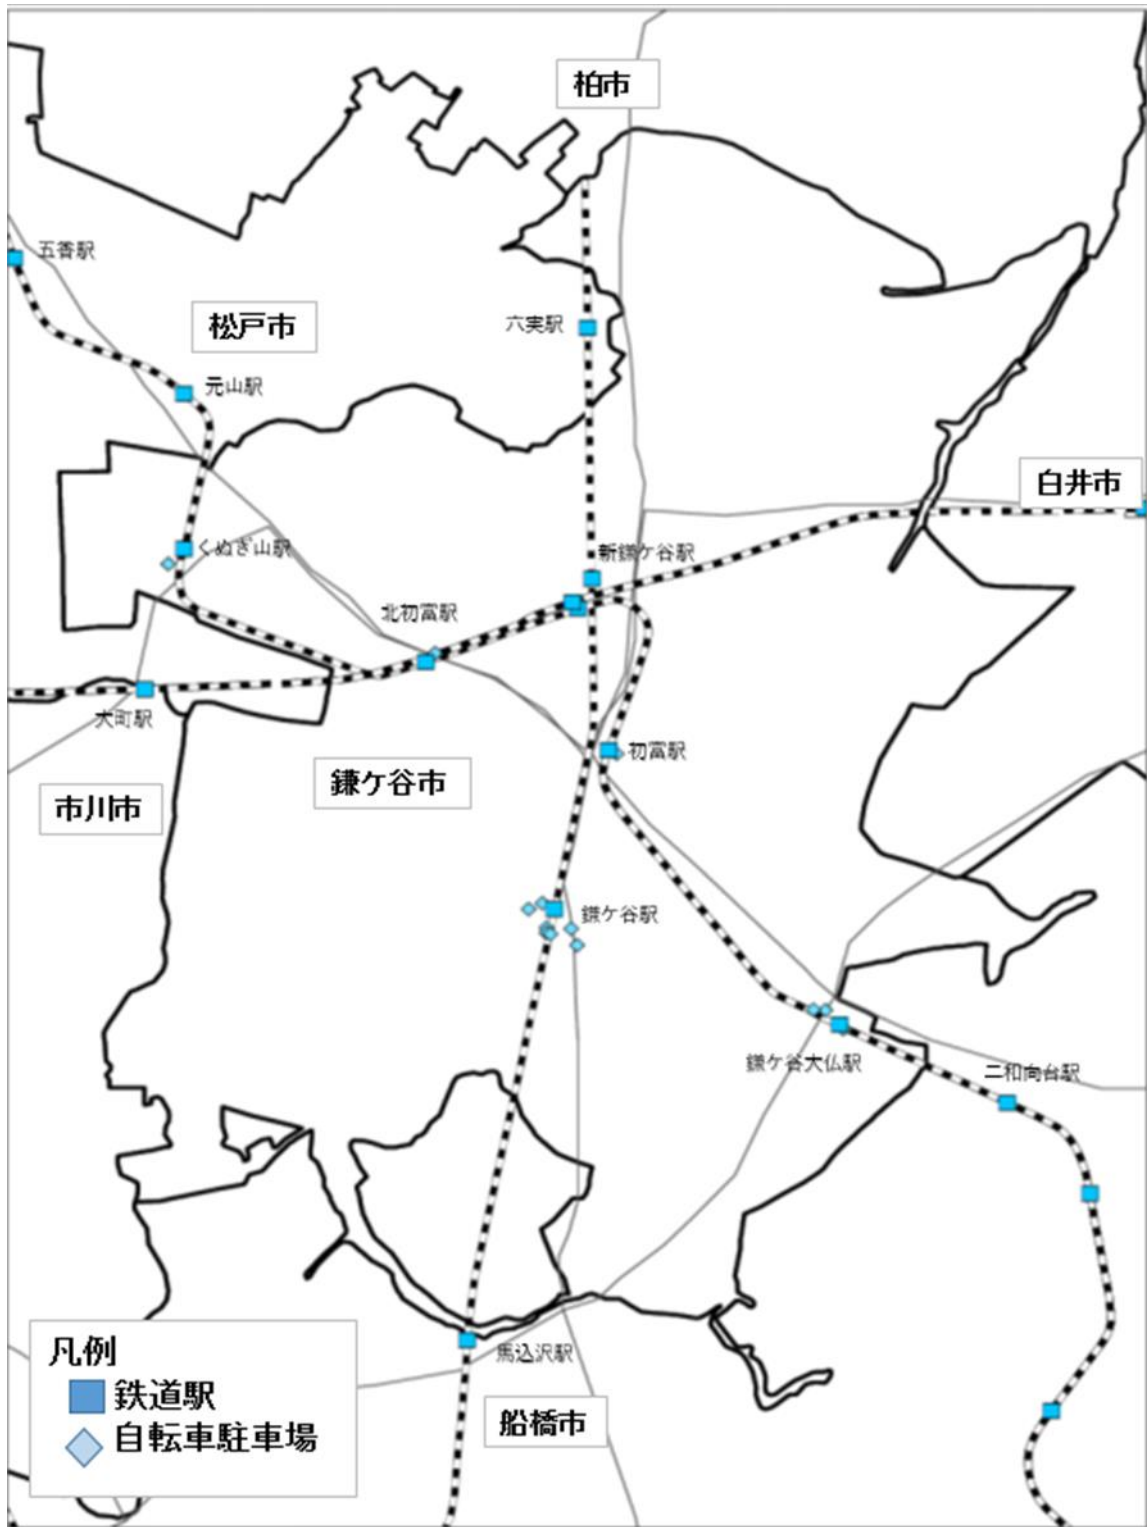 柏市
五香駅
松戸市
六実駅
元山駅
白井市
くぬぎ山駅
新鎌ケ谷駅
北初富駅
大町駅
初富駅
鎌ケ谷市
市川市
鎌ケ谷駅
鎌ケ谷大仏駅
二和向台駅
馬込沢駅
船橋市
凡例
鉄道駅
自転車駐車場